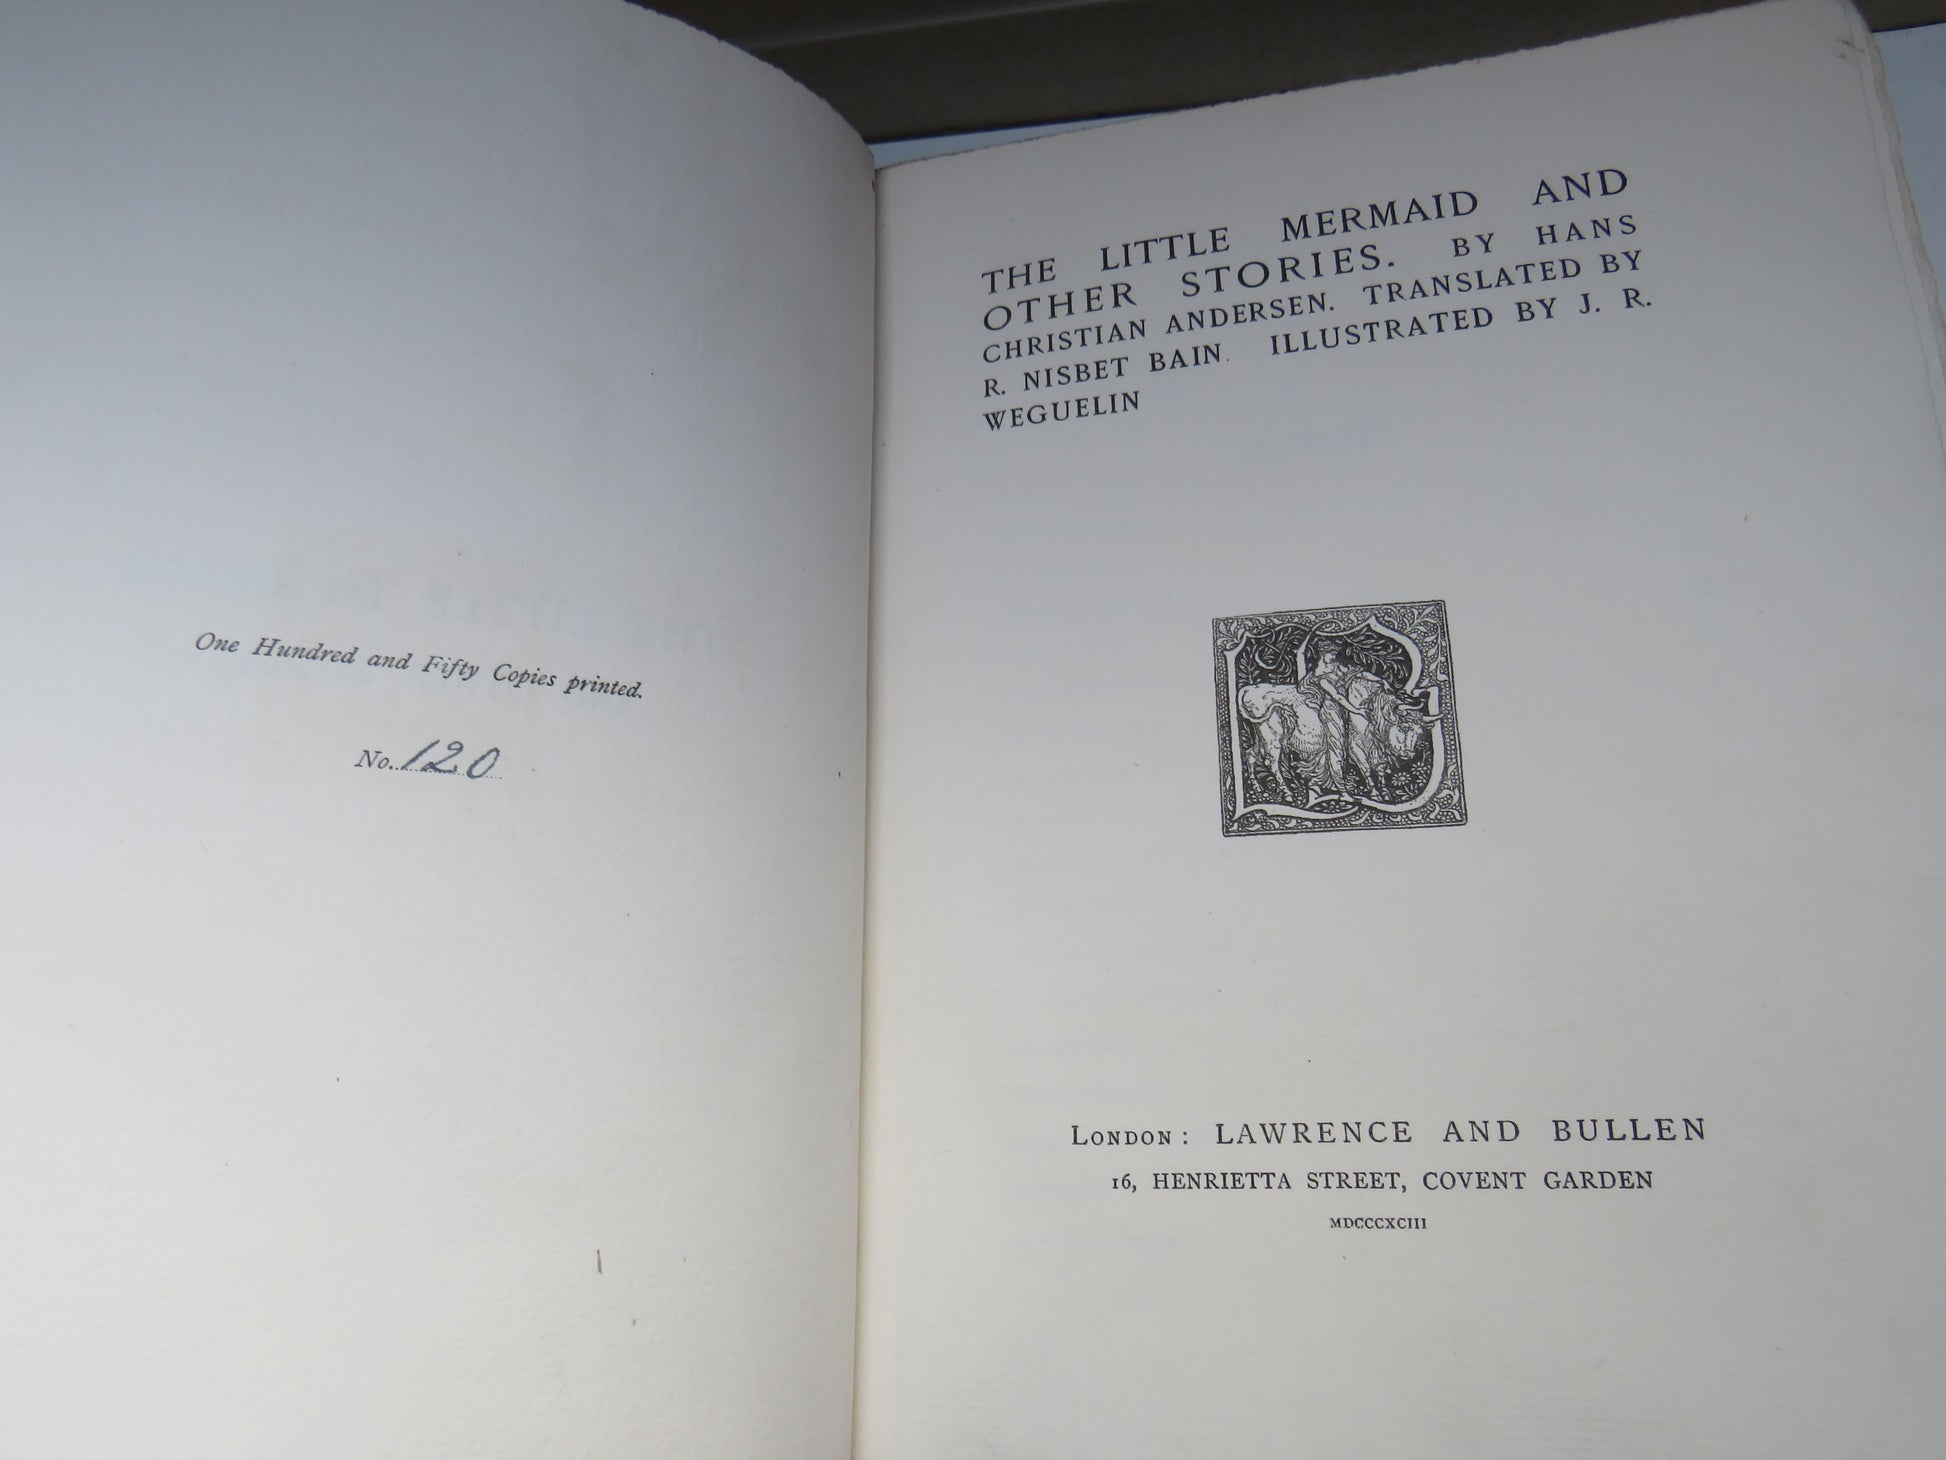 One Hundred and Fifty Copies printed.
No. 120
THE LITTLE MERMAID AND
OTHER STORIES. BY HANS
CHRISTIAN ANDERSEN. TRANSLATED BY
R. NISBET BAIN. ILLUSTRATED BY J. R.
WEGUELIN
LONDON: LAWRENCE AND BULLEN
16, HENRIETTA STREET, COVENT GARDEN
MDCCCXCIII